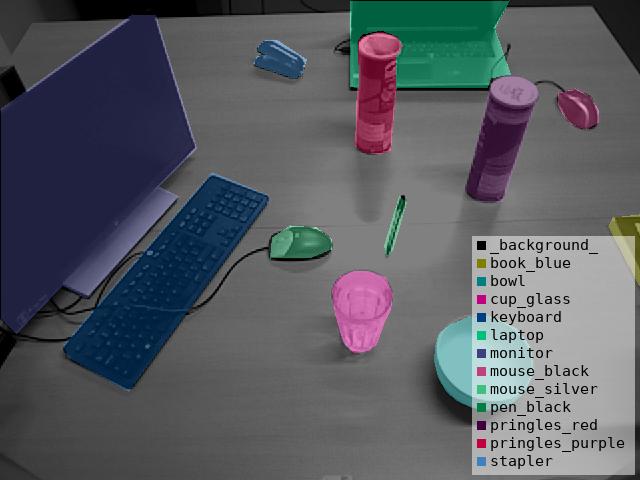 _background_
book_blue
bowl
cup_glass
keyboard
laptop
monitor
mouse_black
mouse_silver
pen_black
pringles_red
pringles_purple
stapler